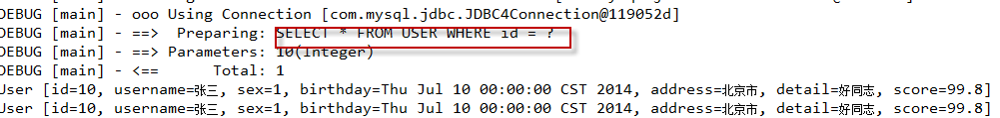 DEBUG [main] - ooo Using Connection [com.mysql.jdbc.JDBC4Connection@119052d]
DEBUG [main] - ==>  Preparing: SELECT * FROM USER WHERE id = ?
DEBUG [main] - ==> Parameters: 10(Integer)
DEBUG [main] - <==      Total: 1
User [id=10, username=张三, sex=1, birthday=Thu Jul 10 00:00:00 CST 2014, address=北京市, detail=好同志, score=99.8]
User [id=10, username=张三, sex=1, birthday=Thu Jul 10 00:00:00 CST 2014, address=北京市, detail=好同志, score=99.8]